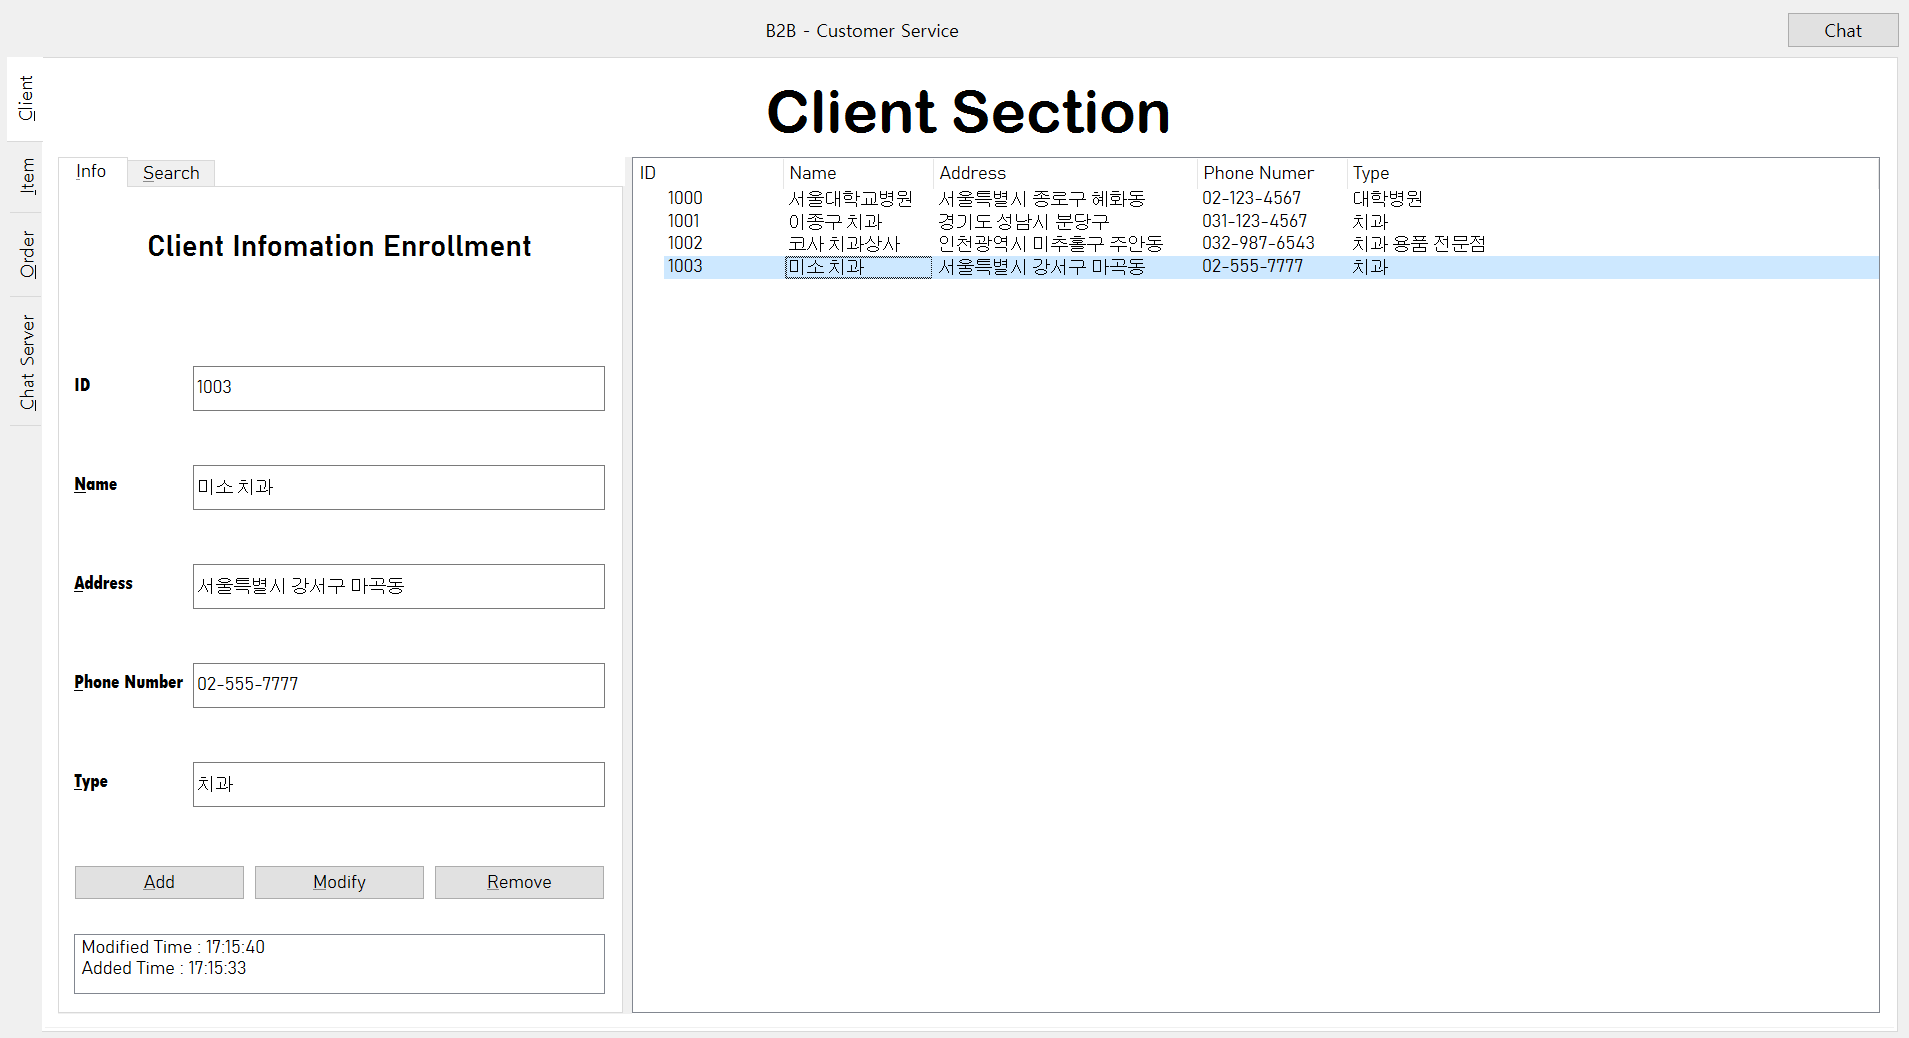 B2B - Customer Service
Chat
Client
Item
Order
Chat Server
Client Section
Info
Search
Client Infomation Enrollment
ID
1003
Name
미소 치과
Address
서울특별시 강서구 마곡동
Phone Number
02-555-7777
Type
치과
Add
Modify
Remove
Modified Time : 17:15:40
Added Time : 17:15:33
ID Name Address Phone Numer Type
1000 서울대학교병원 서울특별시 종로구 혜화동 02-123-4567 대학병원
1001 이종구 치과 경기도 성남시 분당구 031-123-4567 치과
1002 코사 치과상사 인천광역시 미추홀구 주안동 032-987-6543 치과 용품 전문점
1003 미소 치과 서울특별시 강서구 마곡동 02-555-7777 치과